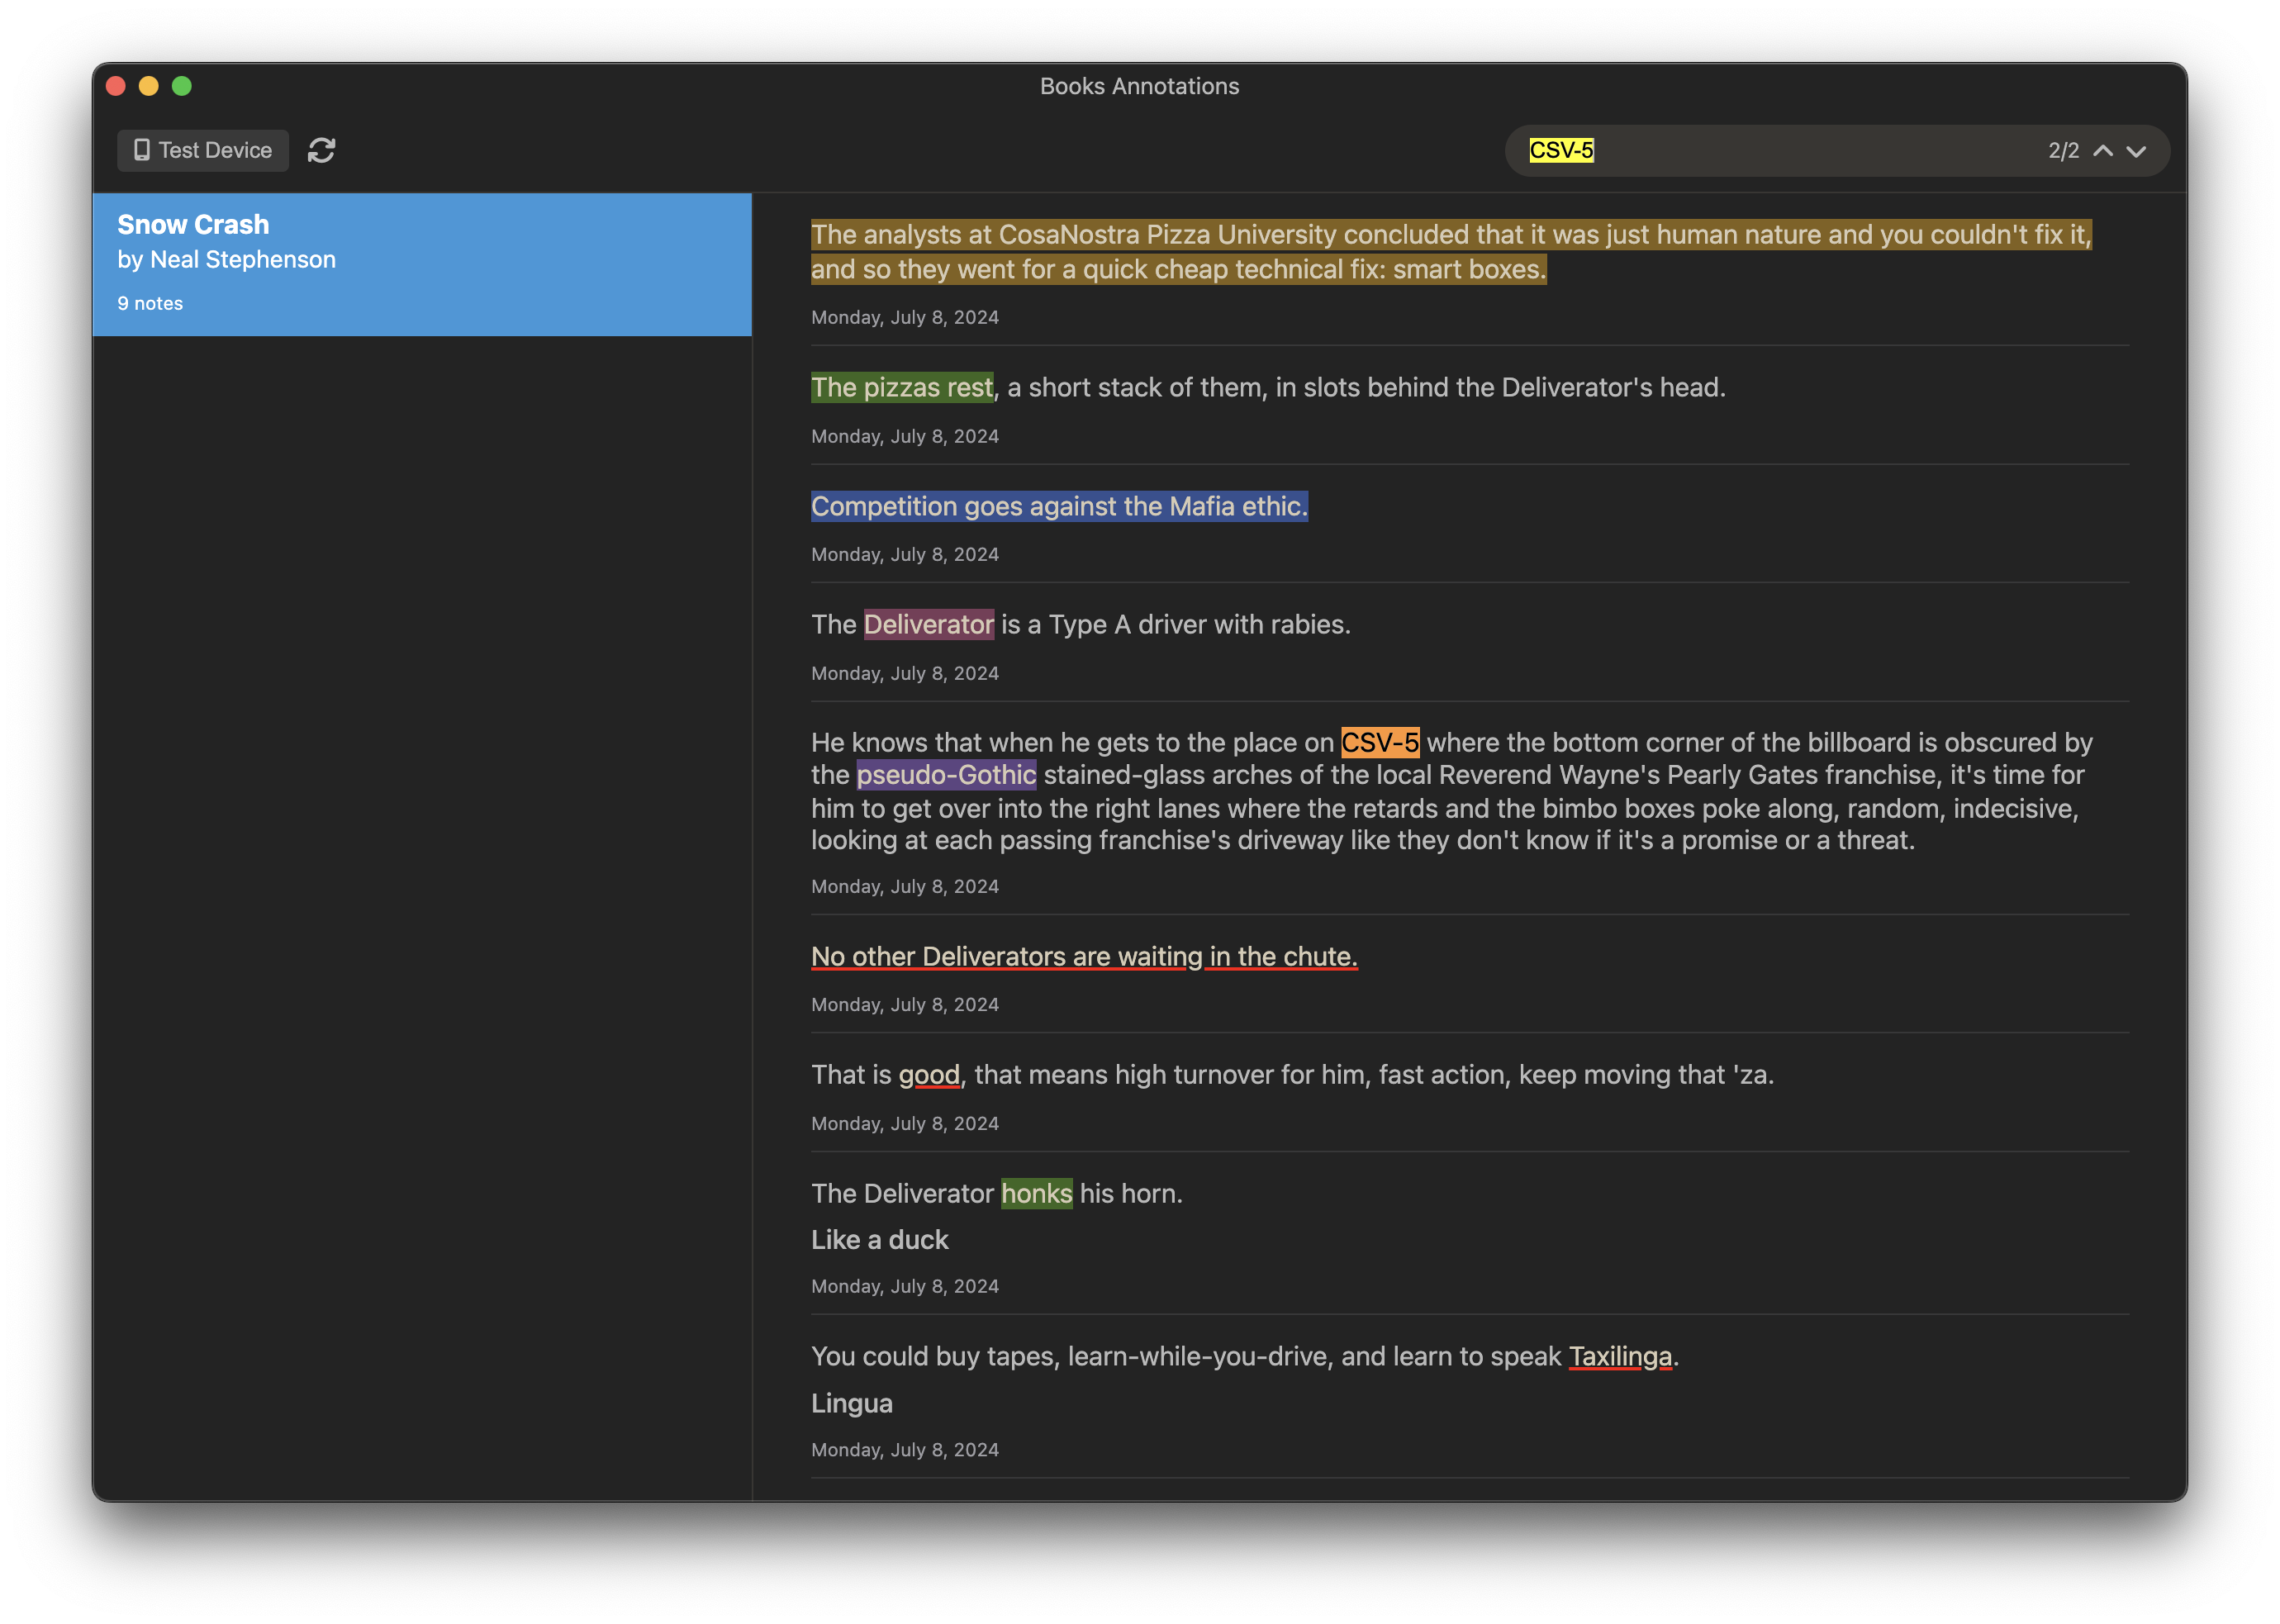 Books Annotations
Test Device
CSV-5
2/2
Snow Crash
by Neal Stephenson
9 notes
The analysts at CosaNostra Pizza University concluded that it was just human nature and you couldn't fix it,
and so they went for a quick cheap technical fix: smart boxes.
Monday, July 8, 2024
The pizzas rest, a short stack of them, in slots behind the Deliverator's head.
Monday, July 8, 2024
Competition goes against the Mafia ethic.
Monday, July 8, 2024
The Deliverator is a Type A driver with rabies.
Monday, July 8, 2024
He knows that when he gets to the place on CSV-5 where the bottom corner of the billboard is obscured by
the pseudo-Gothic stained-glass arches of the local Reverend Wayne's Pearly Gates franchise, it's time for
him to get over into the right lanes where the retards and the bimbo boxes poke along, random, indecisive,
looking at each passing franchise's driveway like they don't know if it's a promise or a threat.
Monday, July 8, 2024
No other Deliverators are waiting in the chute.
Monday, July 8, 2024
That is good, that means high turnover for him, fast action, keep moving that 'za.
Monday, July 8, 2024
The Deliverator honks his horn.
Like a duck
Monday, July 8, 2024
You could buy tapes, learn-while-you-drive, and learn to speak Taxilinga.
Lingua
Monday, July 8, 2024